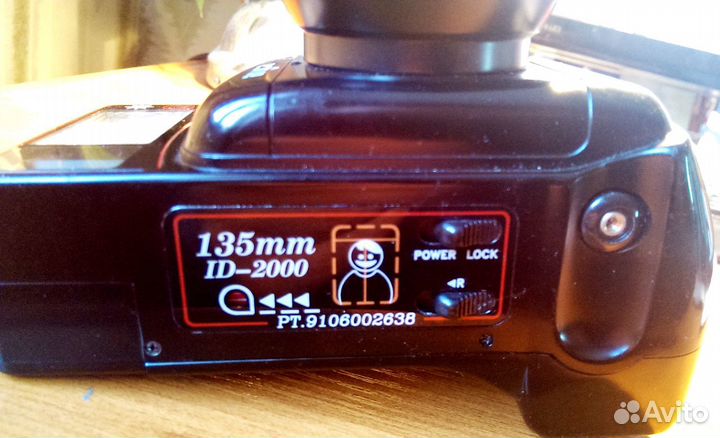 135mm
ID-2000
POWER LOCK
◄R
PT.9106002638
Avito